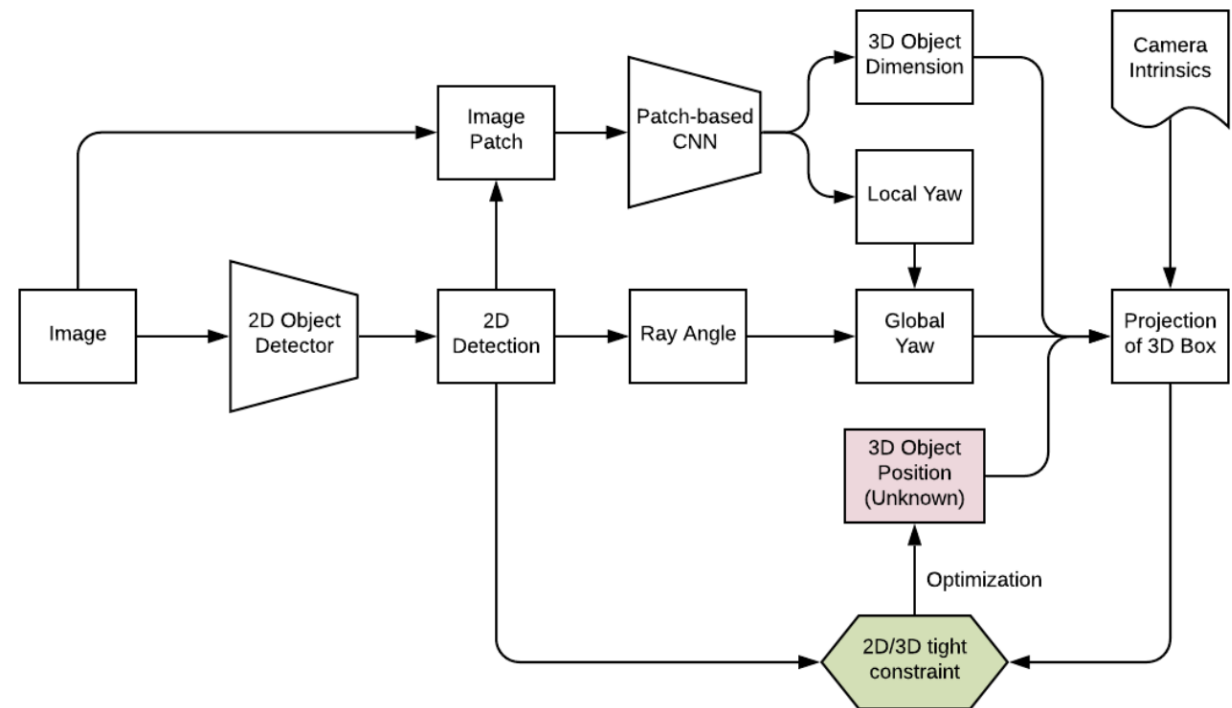 3D Object
Dimension
Camera
Intrinsics
Image
Patch
Patch-based
CNN
Local Yaw
Image
2D Object
Detector
2D
Detection
Ray Angle
Global
Yaw
Projection
of 3D Box
3D Object
Position
(Unknown)
Optimization
2D/3D tight
constraint